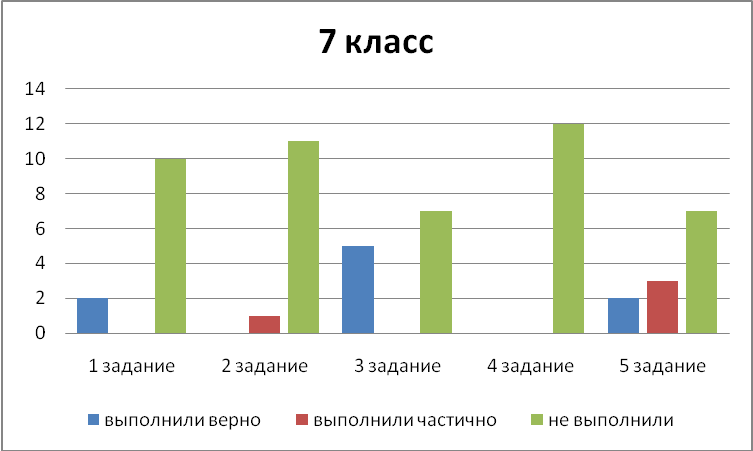 7 класс
14
12
10
8
6
4
2
0
1 задание 2 задание 3 задание 4 задание 5 задание
выполнили верно выполнили частично не выполнили